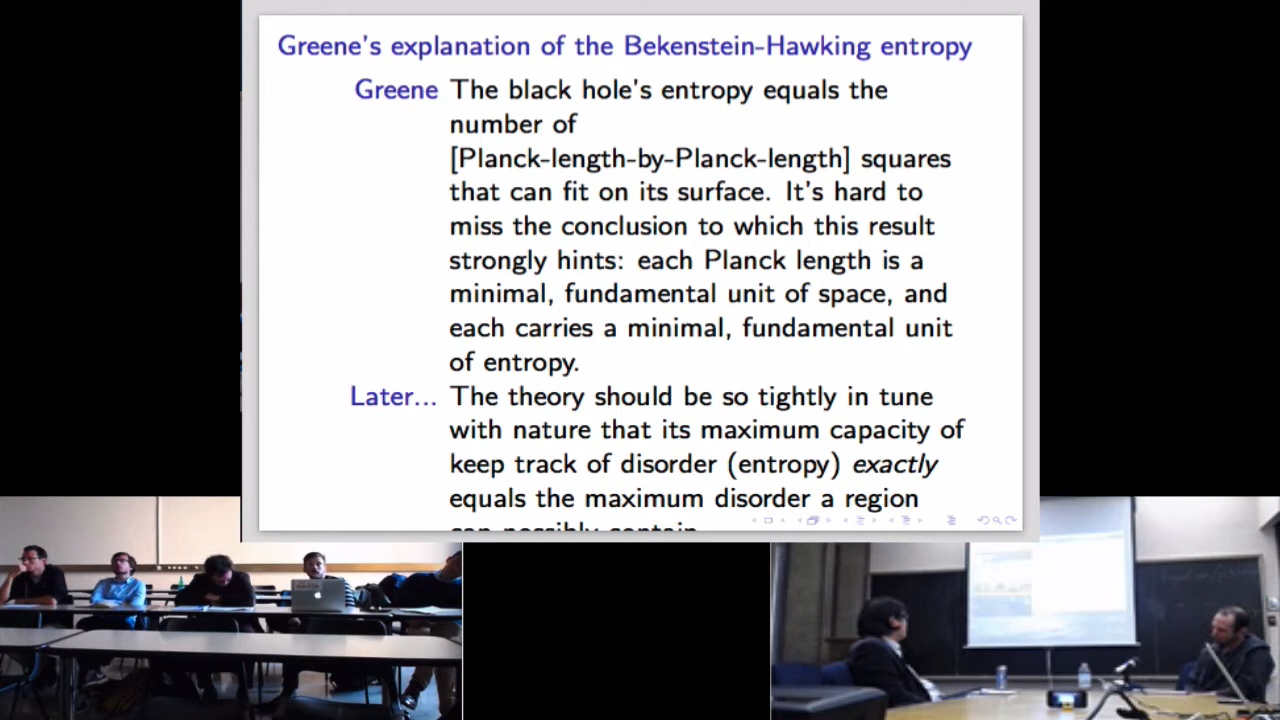 Greene's explanation of the Bekenstein-Hawking entropy
Greene The black hole's entropy equals the
number of
[Planck-length-by-Planck-length] squares
that can fit on its surface. It's hard to
miss the conclusion to which this result
strongly hints: each Planck length is a
minimal, fundamental unit of space, and
each carries a minimal, fundamental unit
of entropy.
Later... The theory should be so tightly in tune
with nature that its maximum capacity of
keep track of disorder (entropy) exactly
equals the maximum disorder a region
can possibly contain